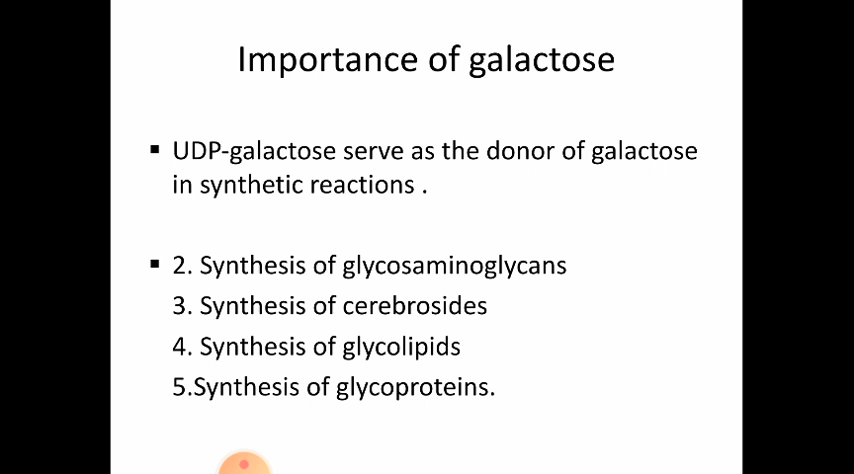 Importance of galactose
▪ UDP-galactose serve as the donor of galactose
in synthetic reactions .
▪ 2. Synthesis of glycosaminoglycans
3. Synthesis of cerebrosides
4. Synthesis of glycolipids
5.Synthesis of glycoproteins.